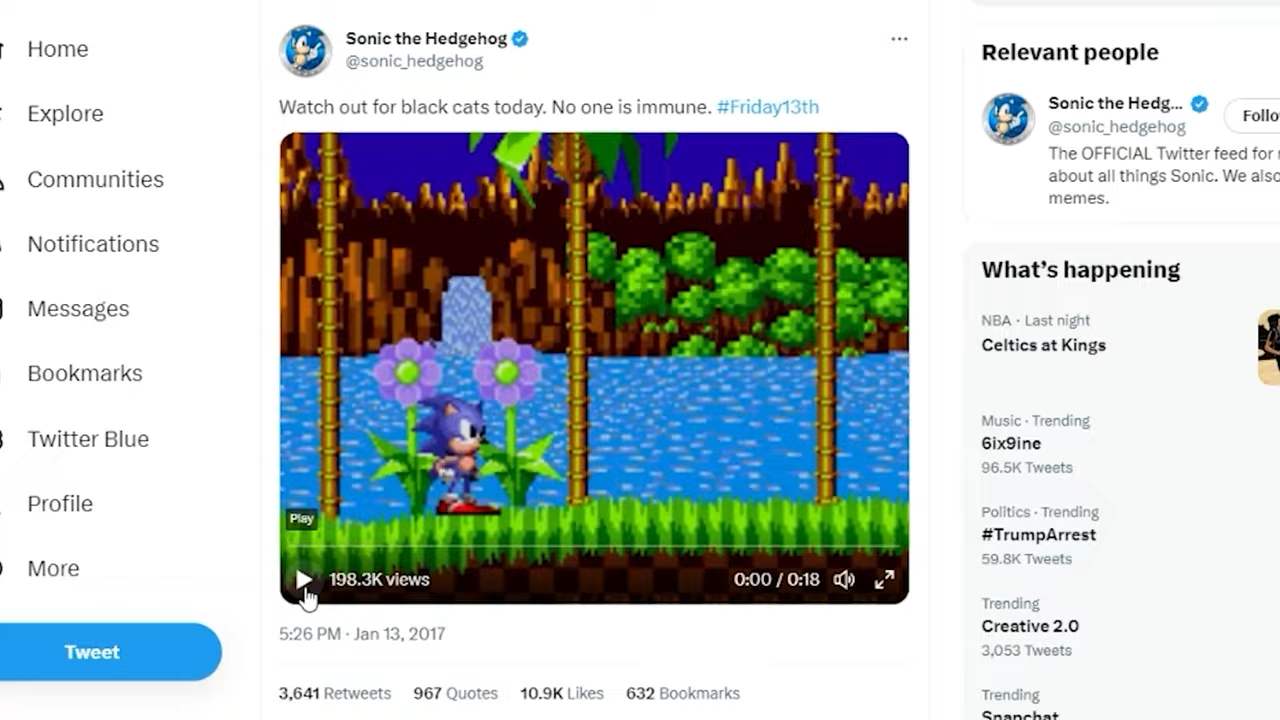 Home
Explore
Communities
Notifications
Messages
Bookmarks
Twitter Blue
Profile
More
Tweet
Sonic the Hedgehog
@sonic_hedgehog
Watch out for black cats today. No one is immune. #Friday13th
Play
198.3K views
0:00 / 0:18
5:26 PM · Jan 13, 2017
3,641 Retweets 967 Quotes 10.9K Likes 632 Bookmarks
Relevant people
Sonic the Hedg...
@sonic_hedgehog
The OFFICIAL Twitter feed for
about all things Sonic. We also
memes.
What's happening
NBA · Last night
Celtics at Kings
Music · Trending
6ix9ine
96.5K Tweets
Politics · Trending
#TrumpArrest
59.8K Tweets
Trending
Creative 2.0
3,053 Tweets
Trending
Snapchat